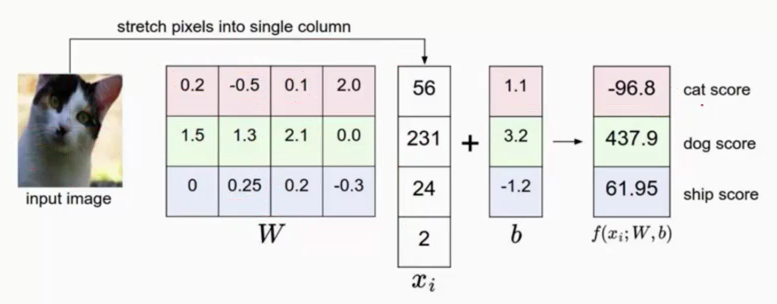 stretch pixels into single column
0.2 -0.5 0.1 2.0
1.5 1.3 2.1 0.0
0 0.25 0.2 -0.3
W
56
231
24
2
x_i
+
1.1
3.2
-1.2
b
-96.8 cat score
437.9 dog score
61.95 ship score
f(x_i; W, b)
input image